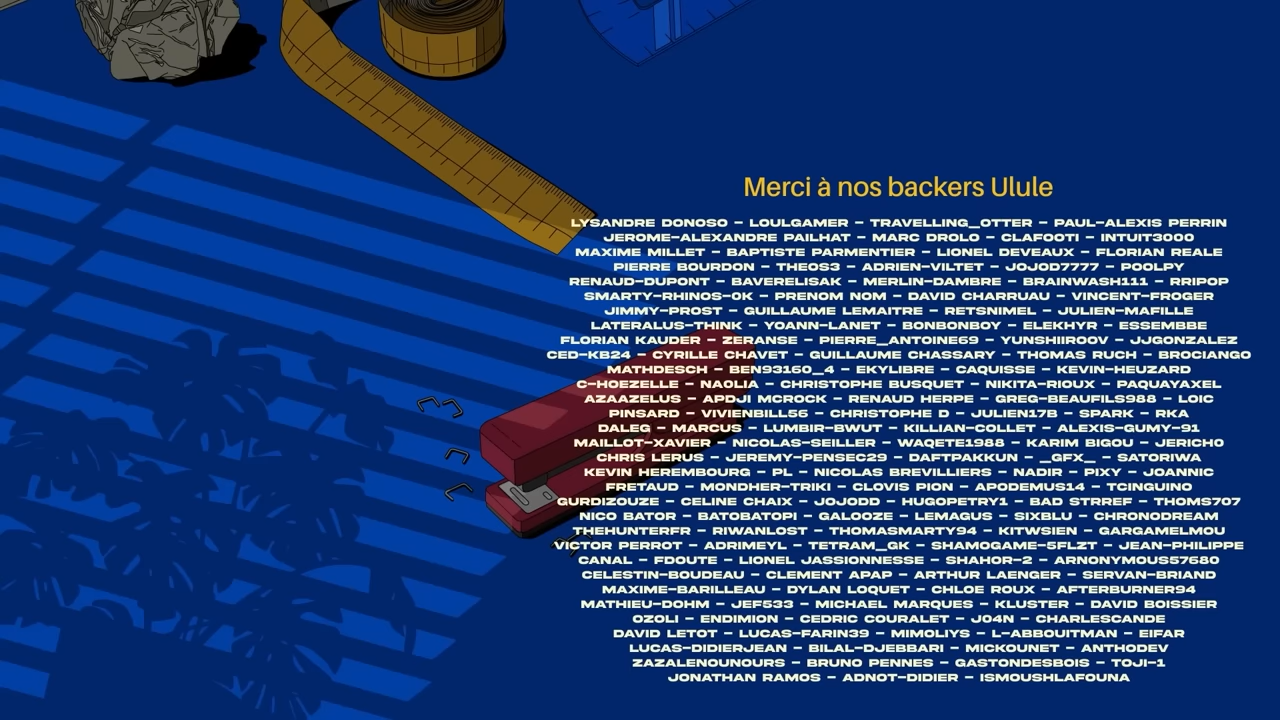 Merci à nos backers Ulule
LYSANDRE DONOSO - LOULGAMER - TRAVELLING_OTTER - PAUL-ALEXIS PERRIN
JEROME-ALEXANDRE PAILHAT - MARC DROLO - CLAFOOTI - INTUIT3000
MAXIME MILLET - BAPTISTE PARMENTIER - LIONEL DEVEAUX - FLORIAN REALE
PIERRE BOURDON - THEOS3 - ADRIEN-VILTET - JOJOD7777 - POOLPY
RENAUD-DUPONT - BAVERELISAK - MERLIN-DAMBRE - BRAINWASH111 - RRIPOP
SMARTY-RHINOS-0K - PRENOM NOM - DAVID CHARRUAU - VINCENT-FROGER
JIMMY-PROST - GUILLAUME LEMAITRE - RETSNIMEL - JULIEN-MAFILLE
LATERALUS-THINK - YOANN-LANET - BONBONBOY - ELEKHYR - ESSEMBBE
FLORIAN KAUDER - ZERANSE - PIERRE_ANTOINE69 - YUNSHIIROOV - JJGONZALEZ
CED-KB24 - CYRILLE CHAVET - GUILLAUME CHASSARY - THOMAS RUCH - BROCIANGO
MATHDESCH - BEN93160_4 - EKYLIBRE - CAQUISSE - KEVIN-HEUZARD
C-HOEZELLE - NAOLIA - CHRISTOPHE BUSQUET - NIKITA-RIOUX - PAQUAYAXEL
AZAAZELUS - APDJI MCROCK - RENAUD HERPE - GREG-BEAUFILS988 - LOIC
PINSARD - VIVIENBILL56 - CHRISTOPHE D - JULIEN17B - SPARK - RKA
DALEG - MARCUS - LUMBIR-BWUT - KILLIAN-COLLET - ALEXIS-GUMY-91
MAILLOT-XAVIER - NICOLAS-SEILLER - WAQETE1988 - KARIM BIGOU - JERICHO
CHRIS LERUS - JEREMY-PENSEC29 - DAFTPAKKUN - _GFX_ - SATORIWA
KEVIN HEREMBOURG - PL - NICOLAS BREVILLIERS - NADIR - PIXY - JOANNIC
FRETAUD - MONDHER-TRIKI - CLOVIS PION - APODEMUS14 - TCINGUINO
GURDIZOUZE - CELINE CHAIX - JOJODD - HUGOPETRY1 - BAD STRREF - THOMS707
NICO BATOR - BATOBATOPI - GALOOZE - LEMAGUS - SIXBLU - CHRONODREAM
THEHUNTERFR - RIWANLOST - THOMASMARTY94 - KITWSIEN - GARGAMELMOU
VICTOR PERROT - ADRIMEYL - TETRAM_GK - SHAMOGAME-5FLZT - JEAN-PHILIPPE
CANAL - FDOUTE - LIONEL JASSIONNESSE - SHAHOR-2 - ARNONYMOUS57680
CELESTIN-BOUDEAU - CLEMENT APAP - ARTHUR LAENGER - SERVAN-BRIAND
MAXIME-BARILLEAU - DYLAN LOQUET - CHLOE ROUX - AFTERBURNER94
MATHIEU-DOHM - JEF533 - MICHAEL MARQUES - KLUSTER - DAVID BOISSIER
OZOLI - ENDIMION - CEDRIC COURALET - J04N - CHARLESCANDE
DAVID LETOT - LUCAS-FARIN39 - MIMOLIYS - L-ABBOUITMAN - EIFAR
LUCAS-DIDIERJEAN - BILAL-DJEBBARI - MICKOUNET - ANTHODEV
ZAZALENOUNOURS - BRUNO PENNES - GASTONDESBOIS - TOJI-1
JONATHAN RAMOS - ADNOT-DIDIER - ISMOUSHLAFOUNA